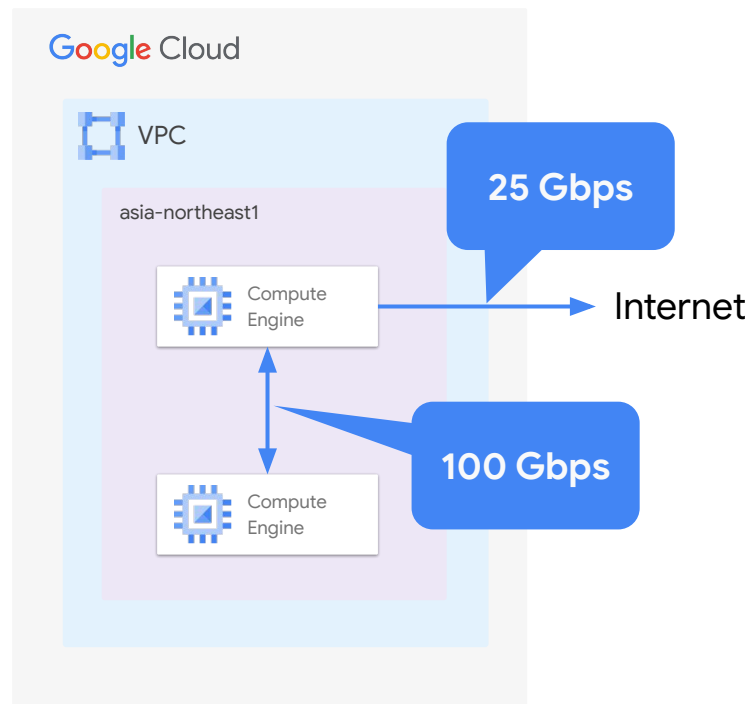 Google Cloud
VPC
25 Gbps
asia-northeast1
Compute
Engine
Internet
100 Gbps
Compute
Engine